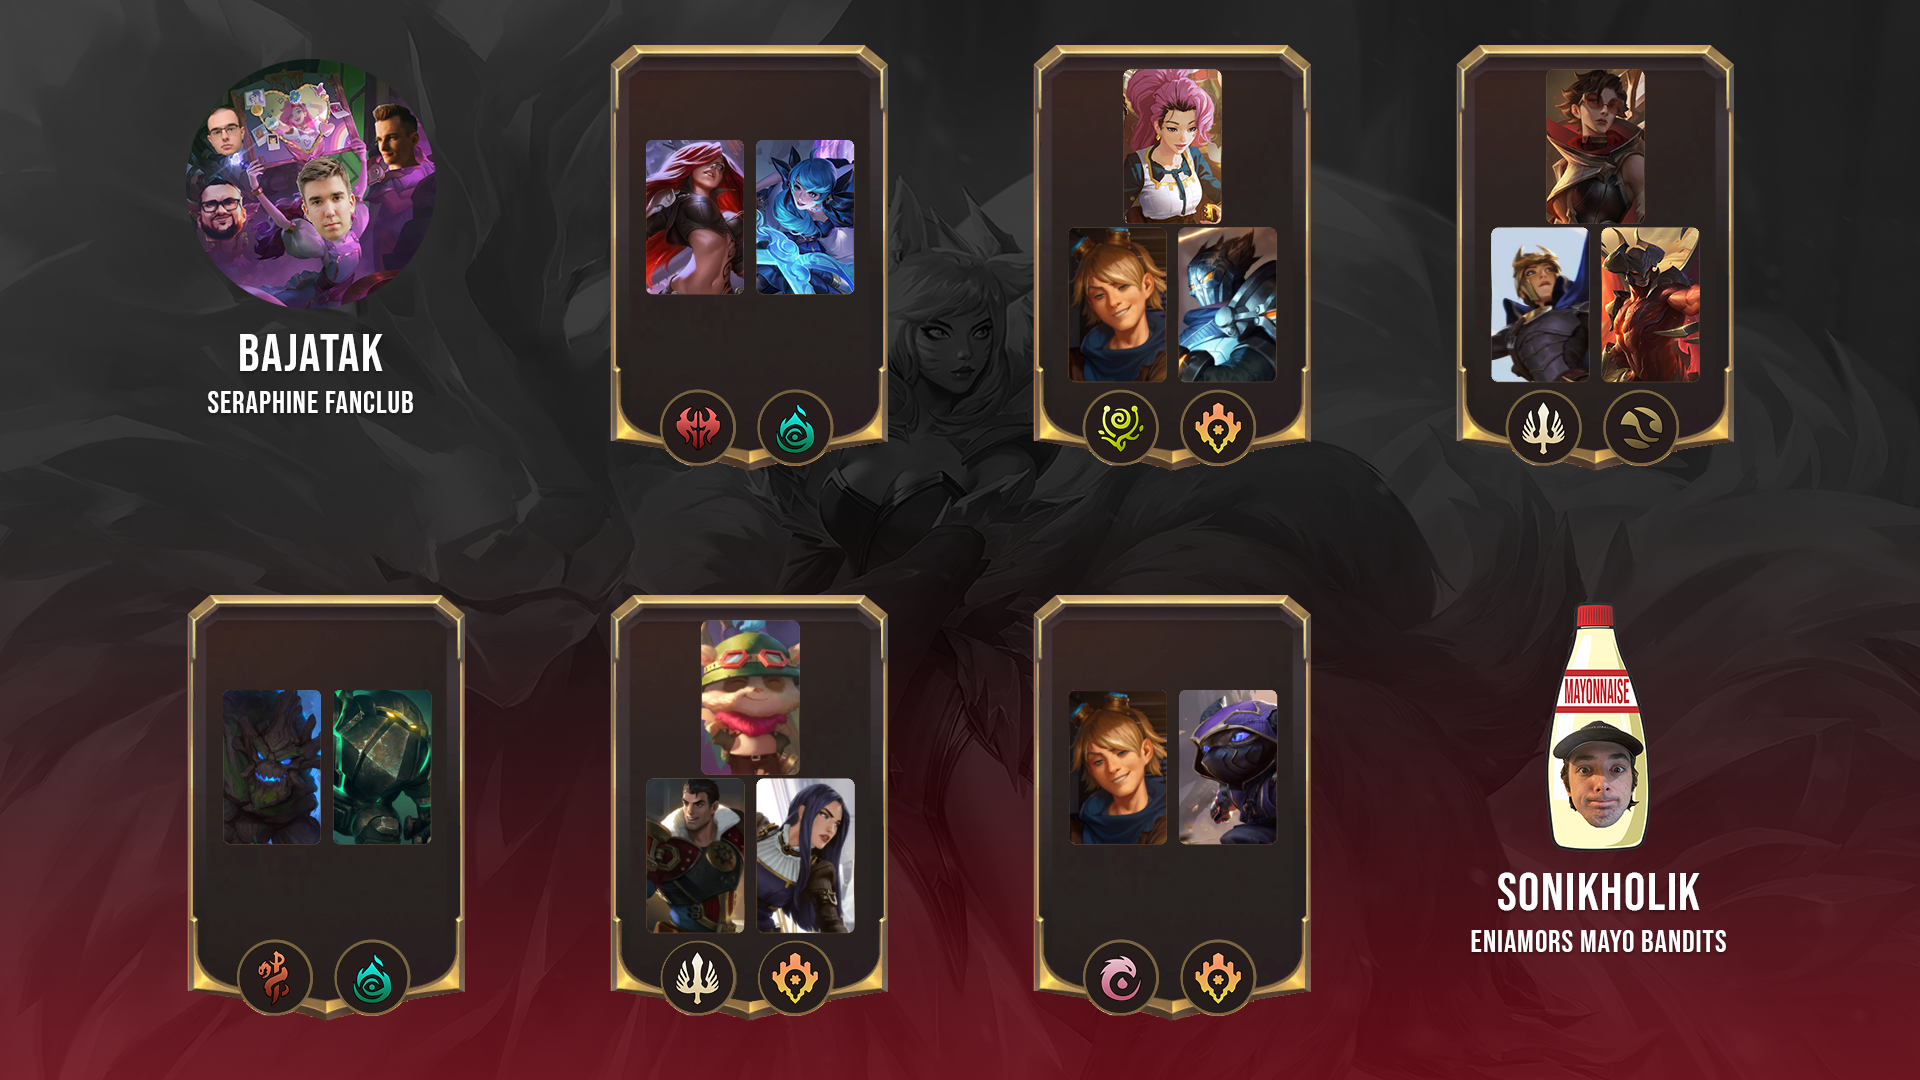 BAJATAK
SERAPHINE FANCLUB
MAYONNAISE
SONIKHOLIK
ENIAMORS MAYO BANDITS